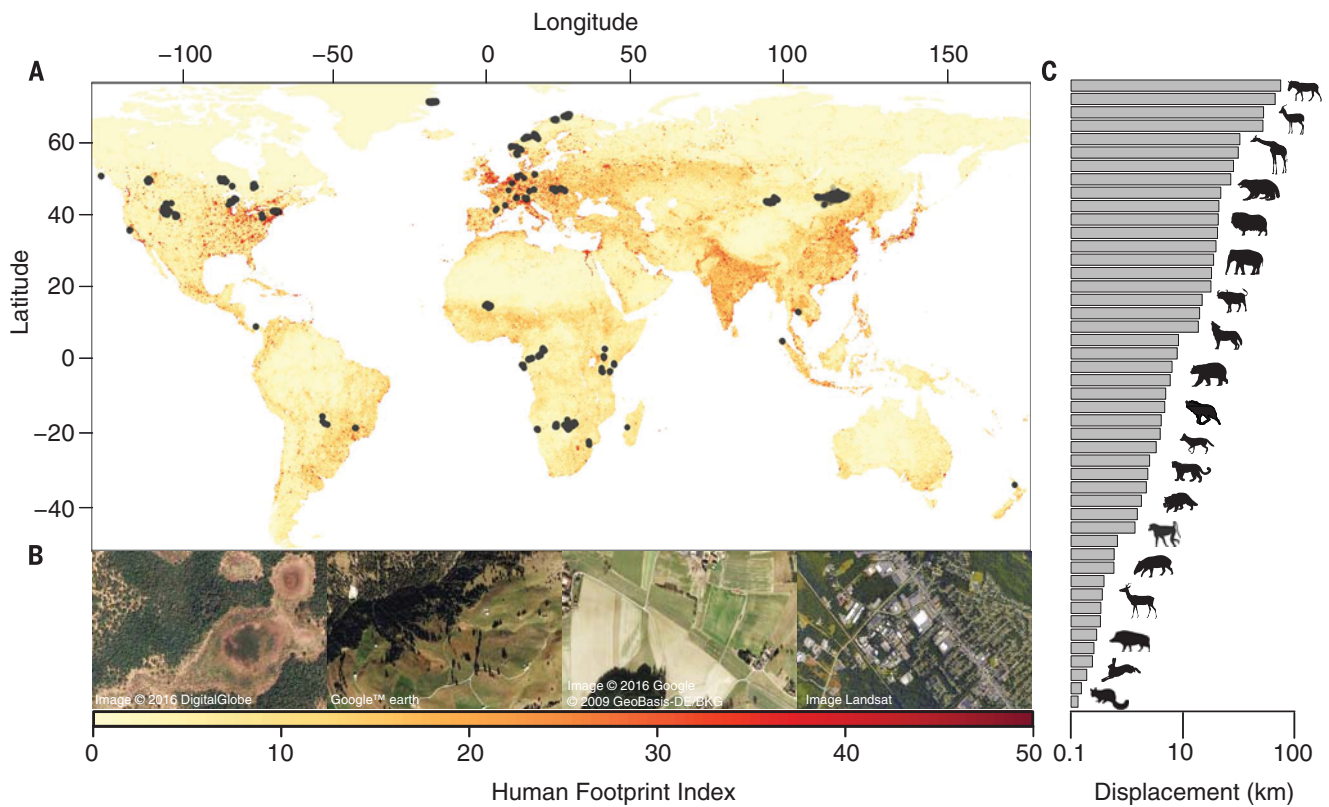 Longitude
−100 −50 0 50 100 150
A
C
Latitude
60
40
20
0
−20
−40
B
Image © 2016 DigitalGlobe
Google™ earth
Image © 2016 Google
© 2009 GeoBasis-DE/BKG
Image Landsat
0 10 20 30 40 50
Human Footprint Index
0.1 10 100
Displacement (km)